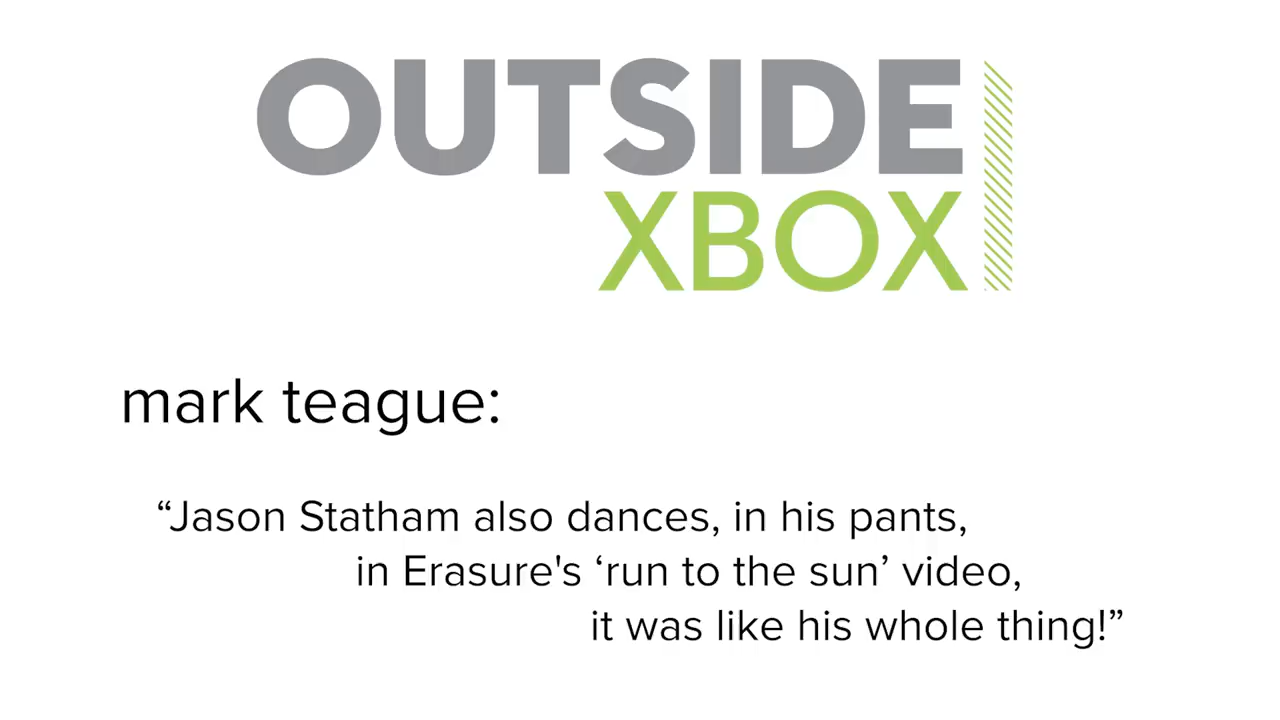 OUTSIDE
XBOX
mark teague:
“Jason Statham also dances, in his pants,
in Erasure's ‘run to the sun’ video,
it was like his whole thing!”